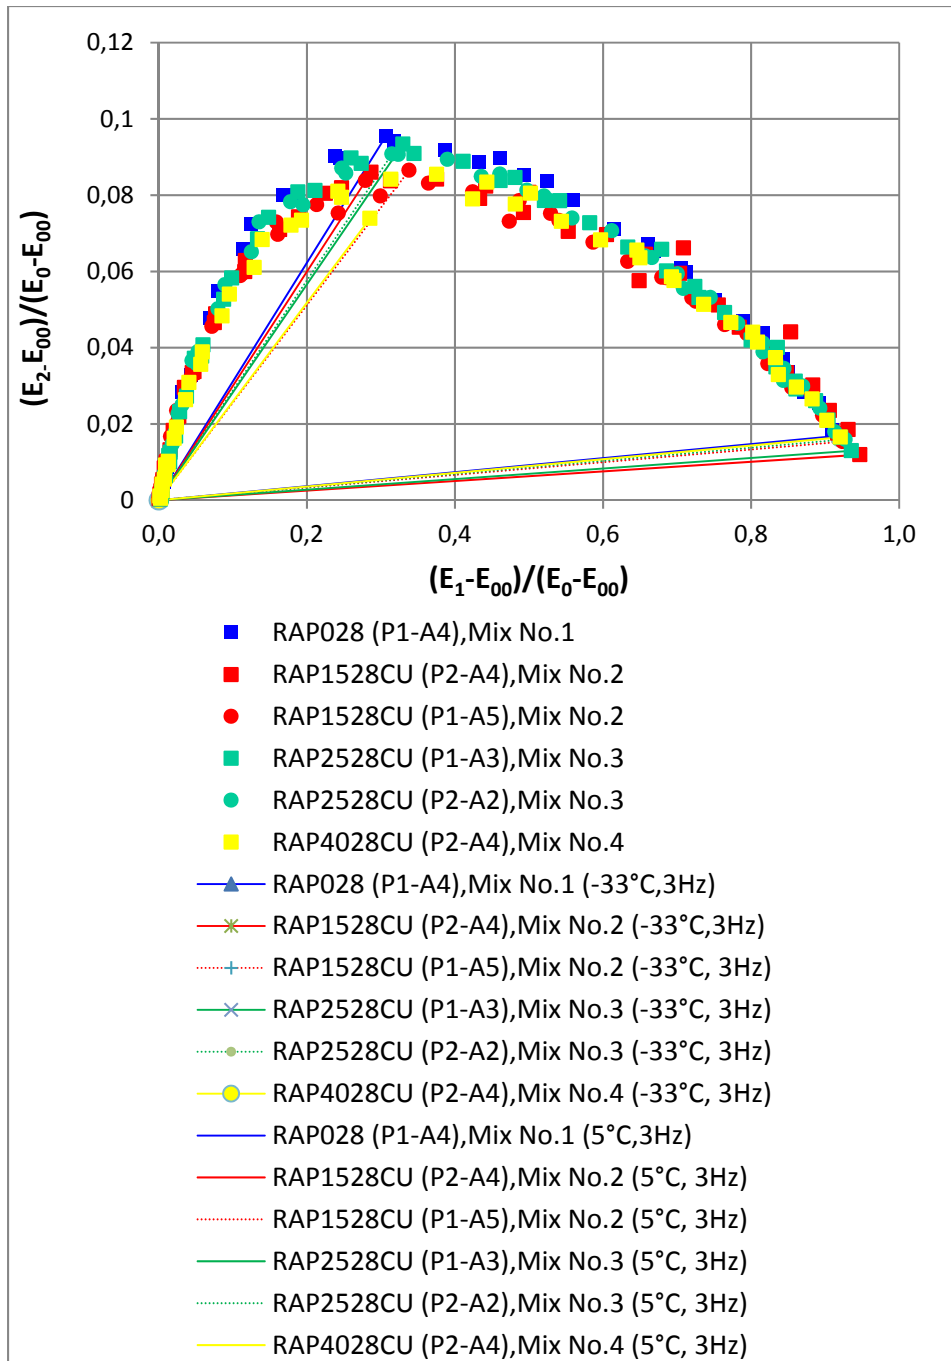 0,12
0,1
0,08
0,06
0,04
0,02
0
(E2-E00)/(E0-E00)
0,0 0,2 0,4 0,6 0,8 1,0
(E1-E00)/(E0-E00)
RAP028 (P1-A4),Mix No.1
RAP1528CU (P2-A4),Mix No.2
RAP1528CU (P1-A5),Mix No.2
RAP2528CU (P1-A3),Mix No.3
RAP2528CU (P2-A2),Mix No.3
RAP4028CU (P2-A4),Mix No.4
RAP028 (P1-A4),Mix No.1 (-33°C,3Hz)
RAP1528CU (P2-A4),Mix No.2 (-33°C,3Hz)
RAP1528CU (P1-A5),Mix No.2 (-33°C, 3Hz)
RAP2528CU (P1-A3),Mix No.3 (-33°C, 3Hz)
RAP2528CU (P2-A2),Mix No.3 (-33°C, 3Hz)
RAP4028CU (P2-A4),Mix No.4 (-33°C, 3Hz)
RAP028 (P1-A4),Mix No.1 (5°C,3Hz)
RAP1528CU (P2-A4),Mix No.2 (5°C, 3Hz)
RAP1528CU (P1-A5),Mix No.2 (5°C, 3Hz)
RAP2528CU (P1-A3),Mix No.3 (5°C, 3Hz)
RAP2528CU (P2-A2),Mix No.3 (5°C, 3Hz)
RAP4028CU (P2-A4),Mix No.4 (5°C, 3Hz)